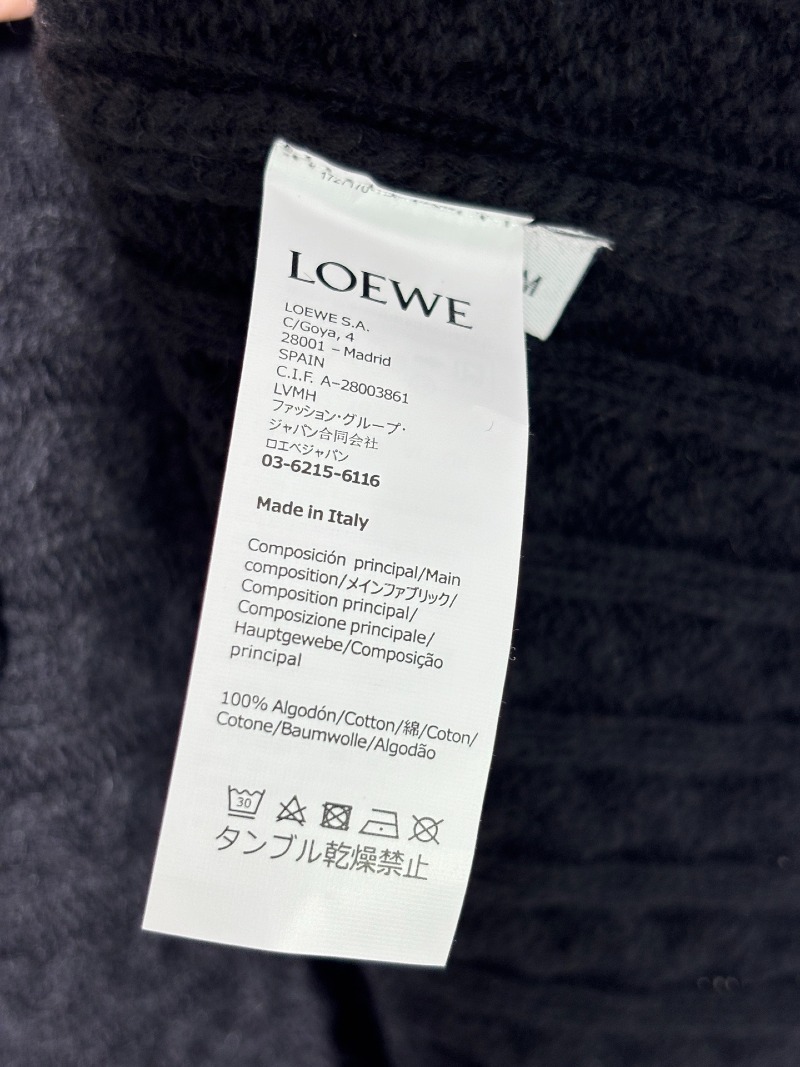 LOEWE
M
LOEWE S.A.
C/Goya, 4
28001 – Madrid
SPAIN
C.I.F. A-28003861
LVMH
ファッション・グループ・
ジャパン合同会社
ロエベジャパン
03-6215-6116
Made in Italy
Composición principal/Main
composition/メインファブリック/
Composition principal/
Composizione principale/
Hauptgewebe/Composição
principal
100% Algodón/Cotton/綿/Coton/
Cotone/Baumwolle/Algodão
30
タンブル乾燥禁止